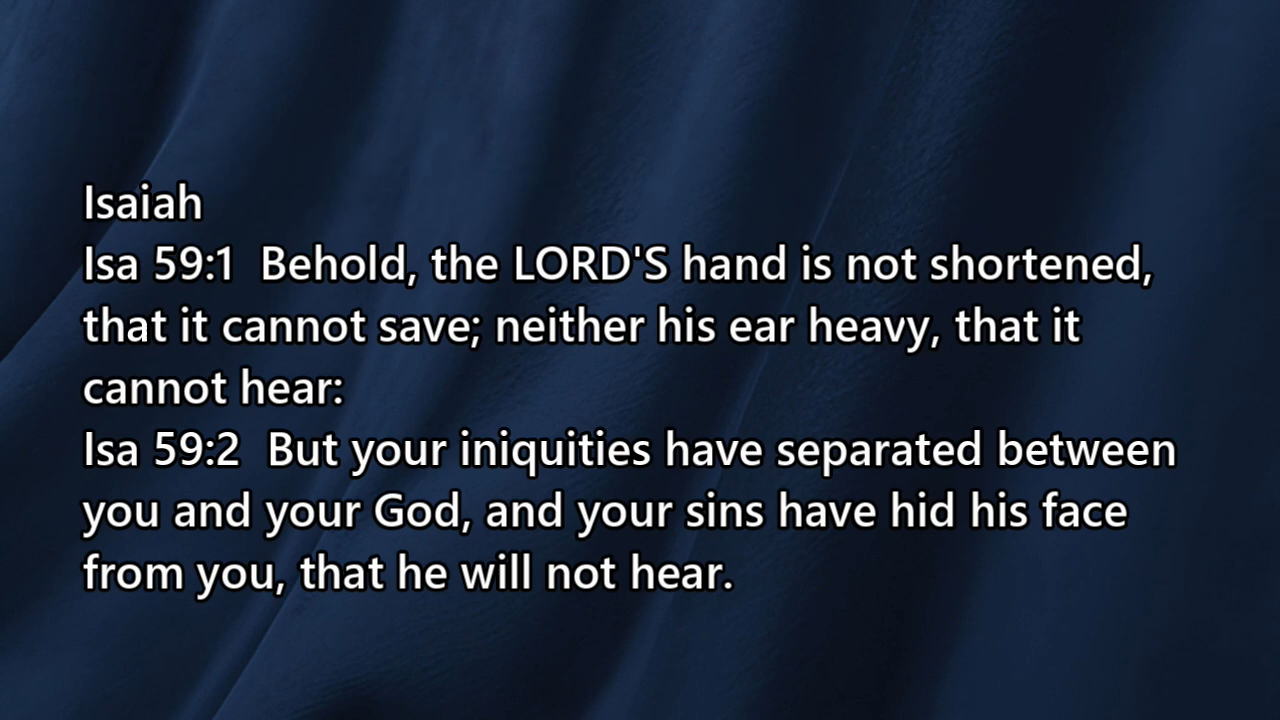 Isaiah
Isa 59:1  Behold, the LORD'S hand is not shortened,
that it cannot save; neither his ear heavy, that it
cannot hear:
Isa 59:2  But your iniquities have separated between
you and your God, and your sins have hid his face
from you, that he will not hear.